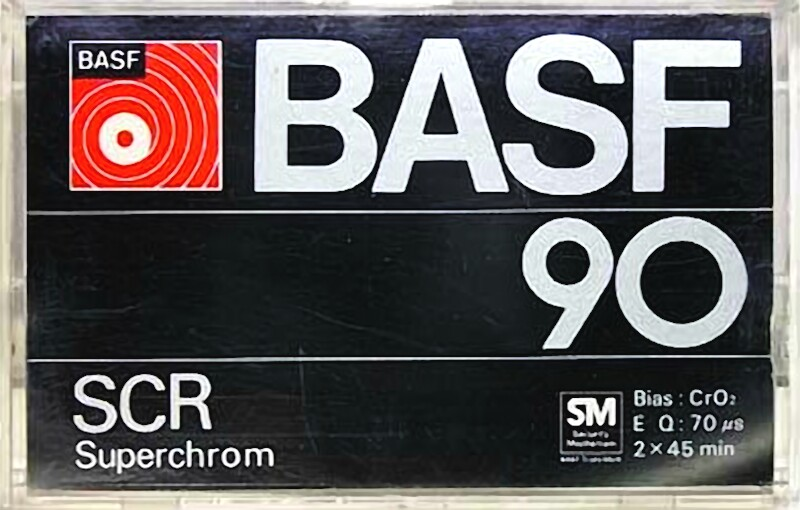 BASF
BASF
90
SCR
Superchrom
SM
Bias : CrO₂
E Q : 70 μs
2 × 45 min